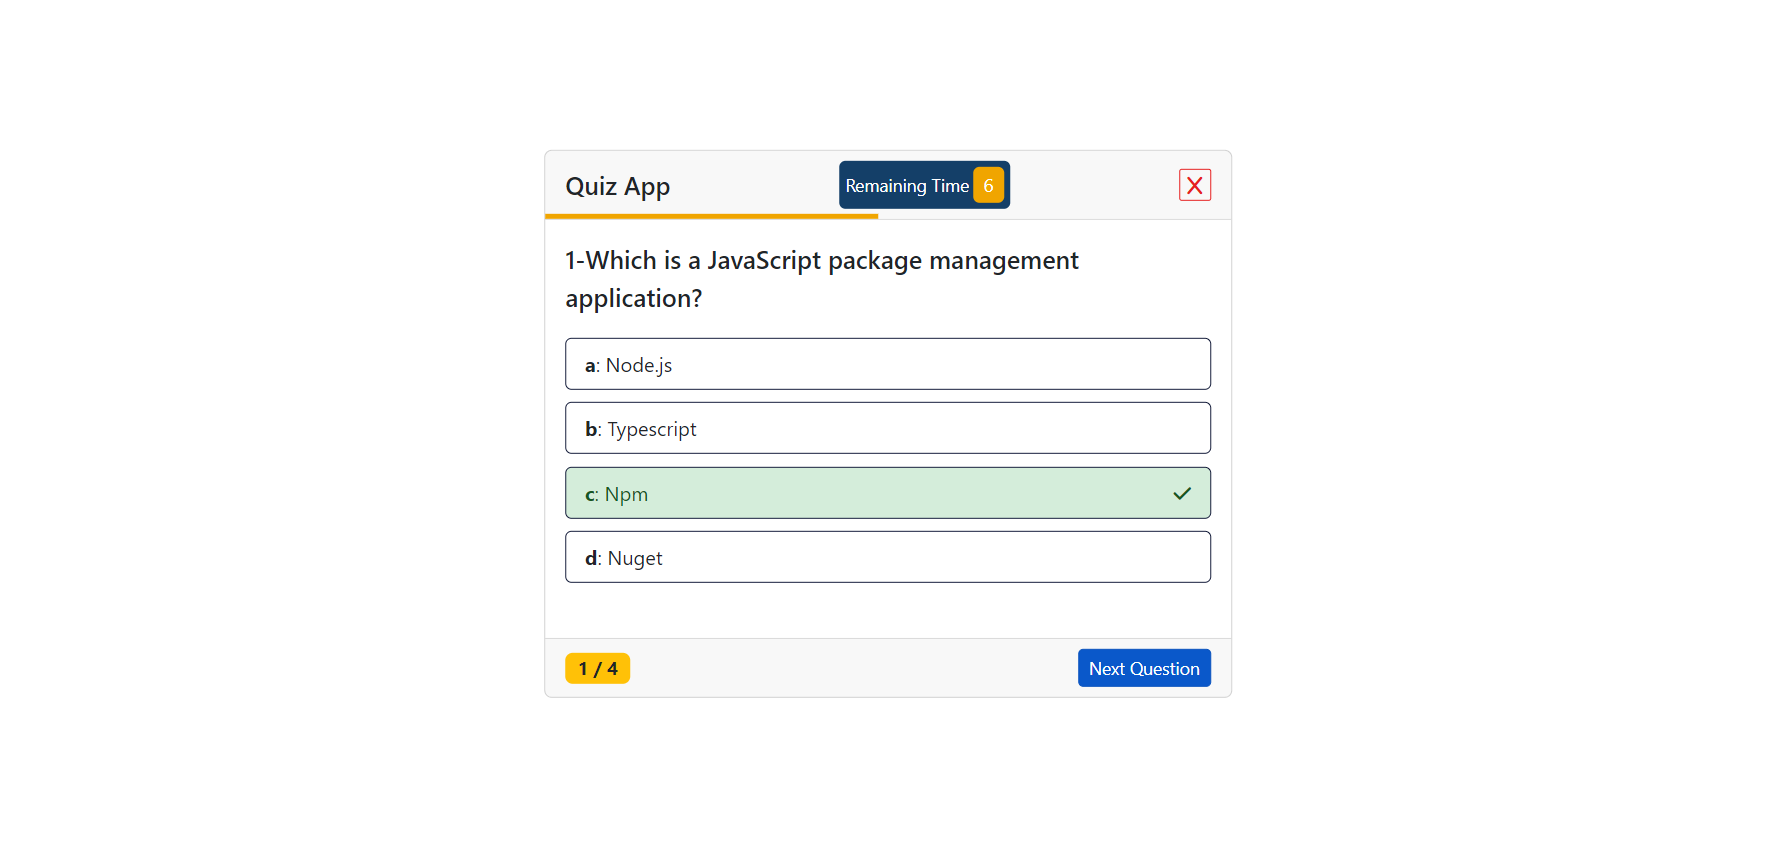 Quiz App
Remaining Time 6
X
1-Which is a JavaScript package management
application?
a: Node.js
b: Typescript
c: Npm
d: Nuget
1 / 4
Next Question